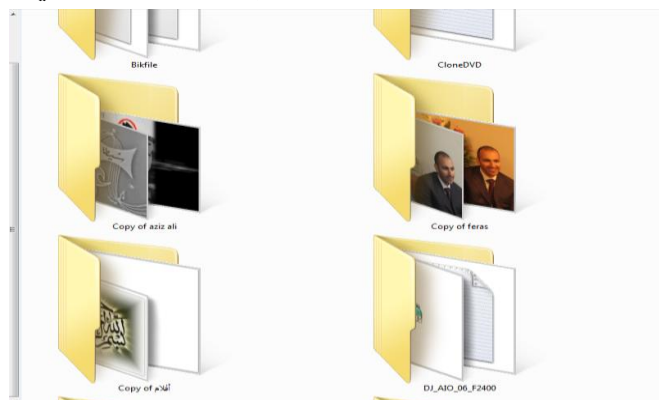 Bikfile
CloneDVD
Copy of aziz ali
Copy of feras
Copy of أفلام
DJ_AIO_06_F2400